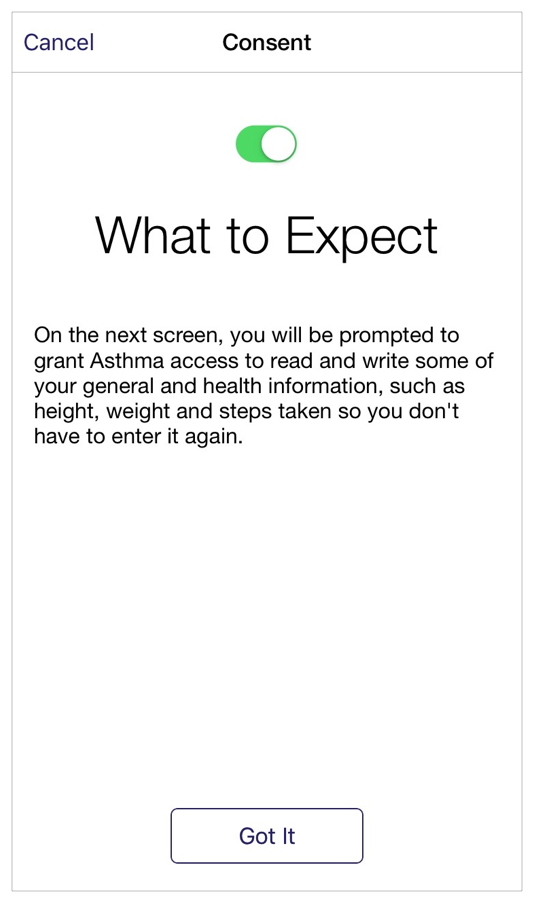 Cancel Consent
What to Expect
On the next screen, you will be prompted to
grant Asthma access to read and write some of
your general and health information, such as
height, weight and steps taken so you don't
have to enter it again.
Got It